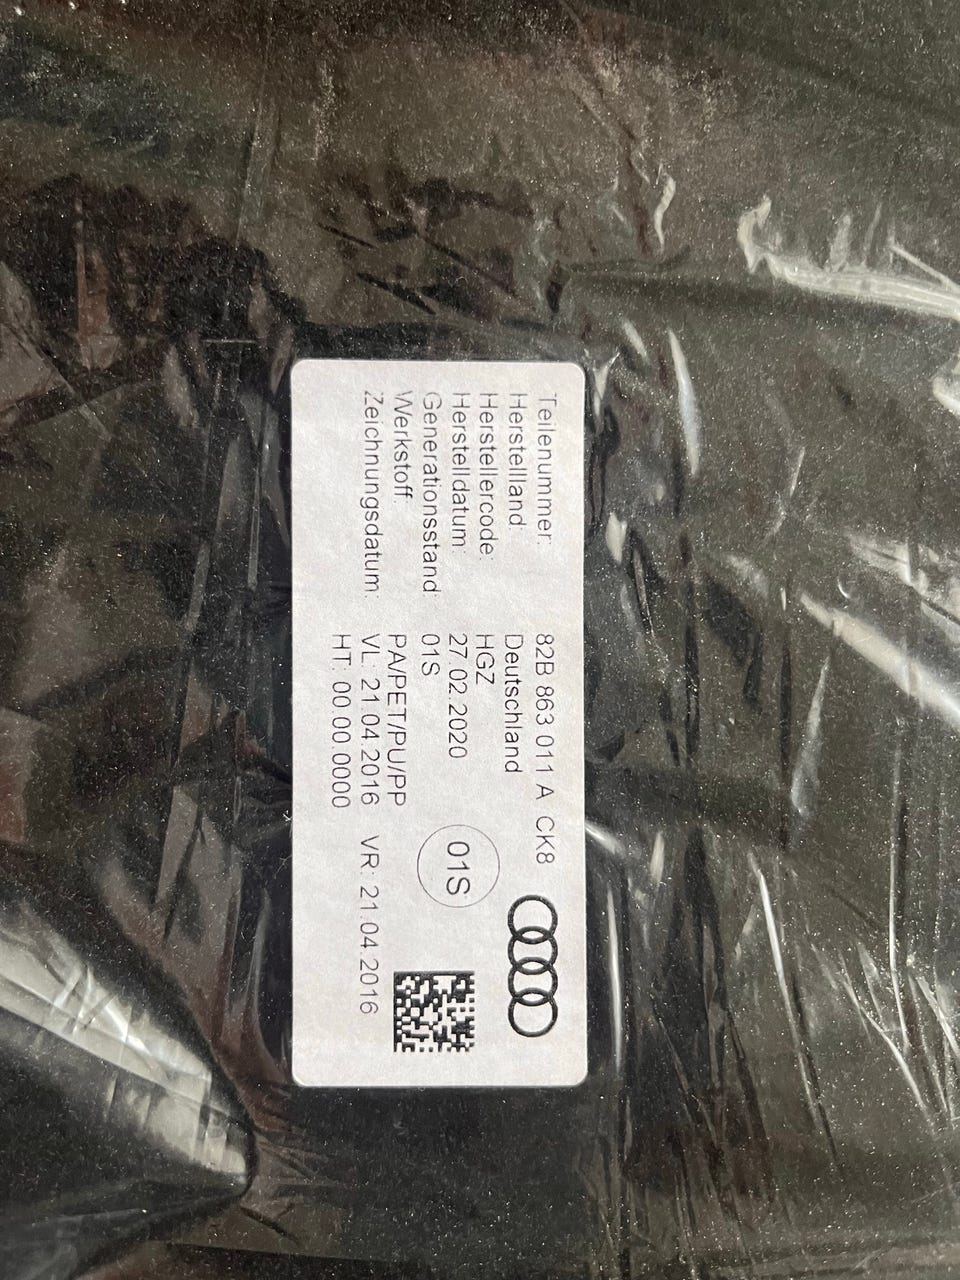 Teilenummer: 82B 863 011 A CK8
Herstellland: Deutschland
Herstellercode: HGZ
Herstelldatum: 27.02.2020
Generationsstand: 01S 01S
Werkstoff: PA/PET/PU/PP
Zeichnungsdatum: VL: 21.04.2016 VR: 21.04.2016
HT: 00.00.0000